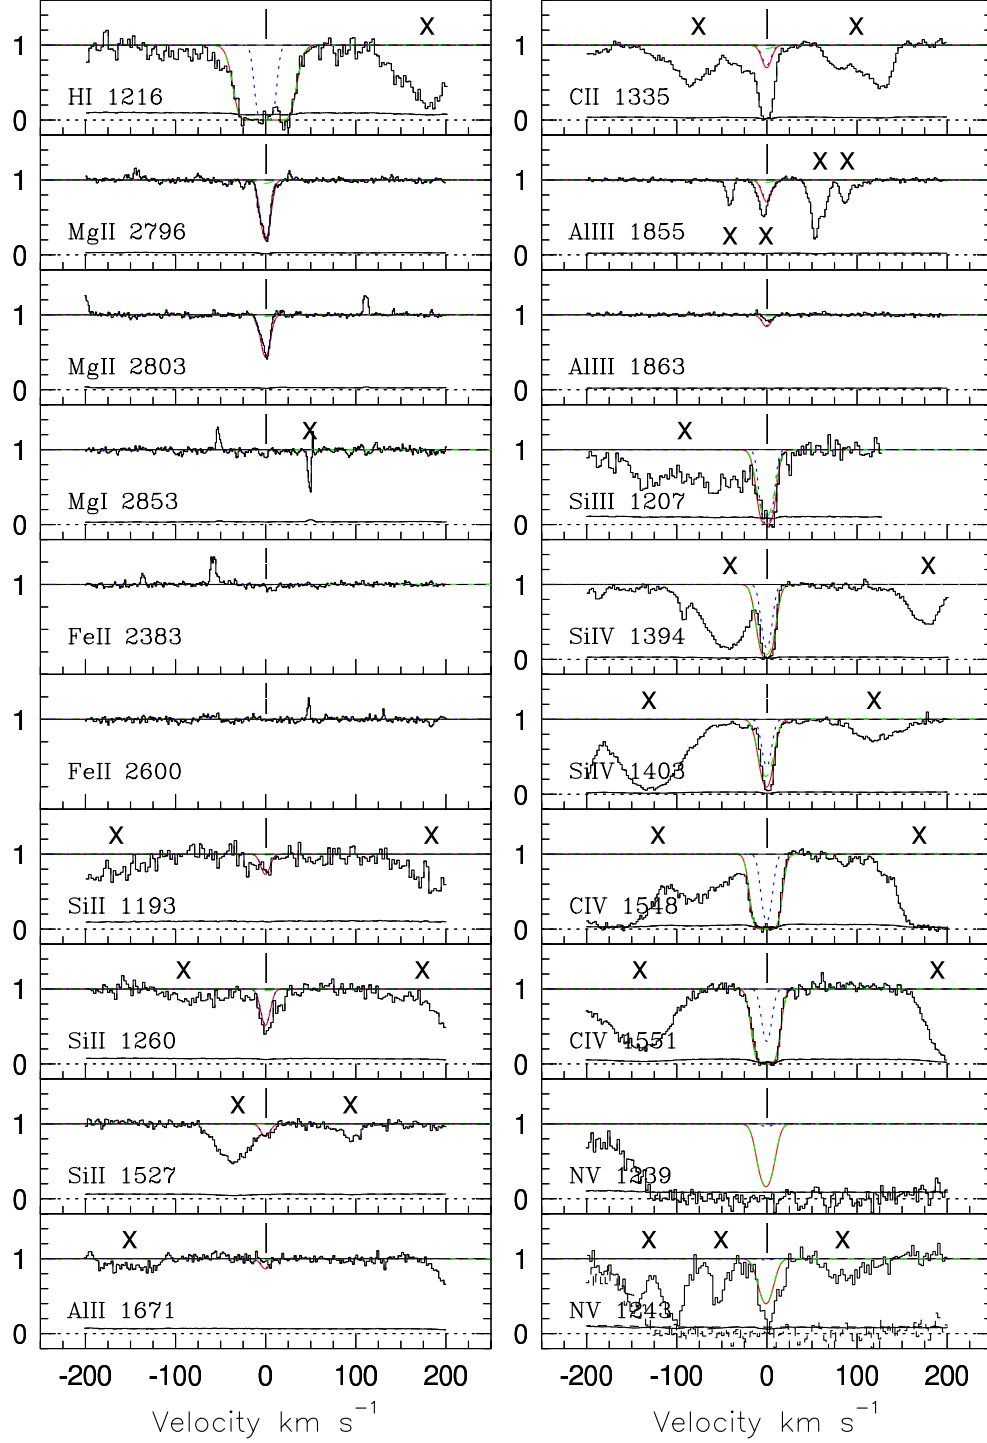 X
1
0
HI 1216
1
0
MgII 2796
1
0
MgII 2803
X
1
0
MgI 2853
1
FeII 2383
1
FeII 2600
X X
1
0
SiII 1193
X X
1
0
SiII 1260
X X
1
0
SiII 1527
X
1
0
AlII 1671
-200 -100 0 100 200
Velocity km s⁻¹
X X
1
0
CII 1335
X X
1
AlIII 1855
X X
0
1
AlIII 1863
0
X
1
SiIII 1207
0
X X
1
SiIV 1394
0
X X
1
SiIV 1403
0
X X
1
CIV 1548
0
X X
1
CIV 1551
0
1
NV 1239
0
X X X
1
NV 1243
0
-200 -100 0 100 200
Velocity km s⁻¹